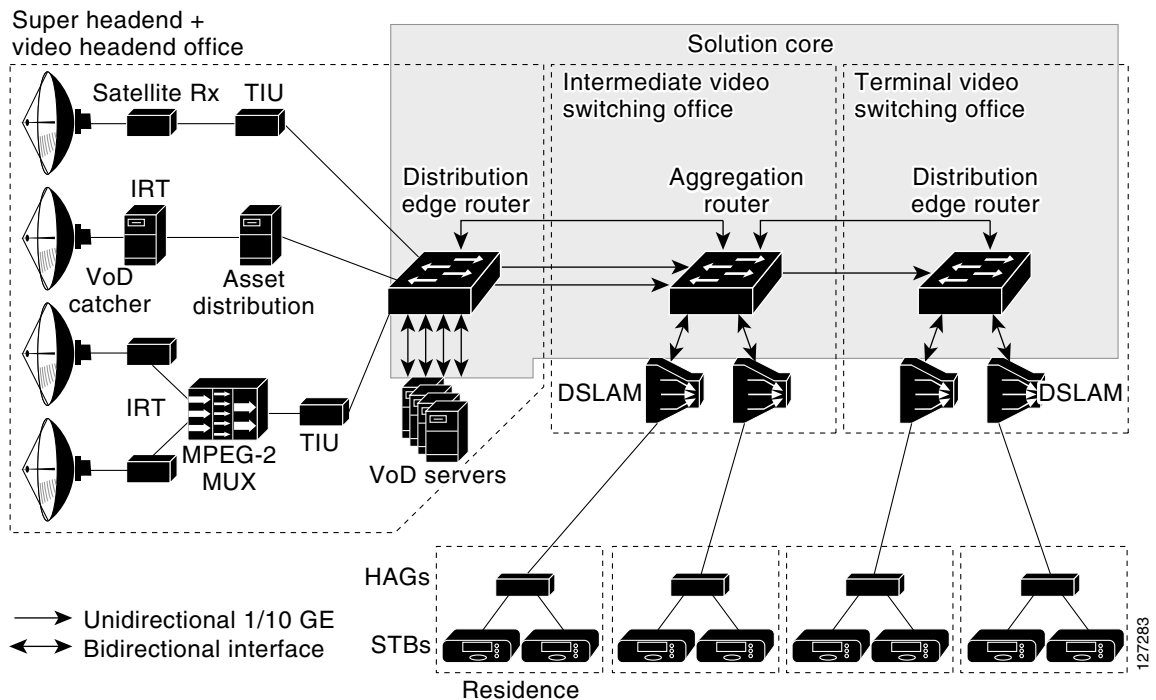 Super headend +
video headend office
Solution core
Intermediate video
switching office
Terminal video
switching office
Satellite Rx
TIU
Distribution
edge router
Aggregation
router
Distribution
edge router
IRT
VoD
catcher
Asset
distribution
IRT
MPEG-2
MUX
TIU
VoD servers
DSLAM
DSLAM
HAGs
STBs
Residence
Unidirectional 1/10 GE
Bidirectional interface
127283